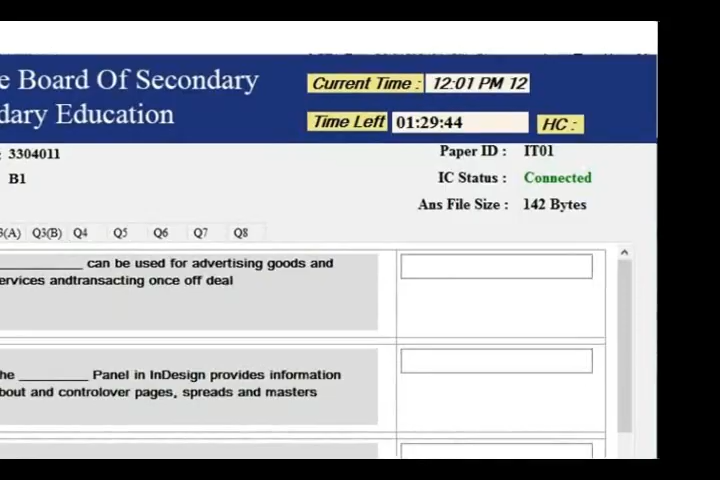 e Board Of Secondary
dary Education
Current Time : 12:01 PM 12
Time Left 01:29:44 HC :
: 3304011
Paper ID : IT01
B1
IC Status : Connected
Ans File Size : 142 Bytes
3(A) Q3(B) Q4 Q5 Q6 Q7 Q8
________ can be used for advertising goods and
ervices andtransacting once off deal
he ________ Panel in InDesign provides information
bout and controlover pages, spreads and masters